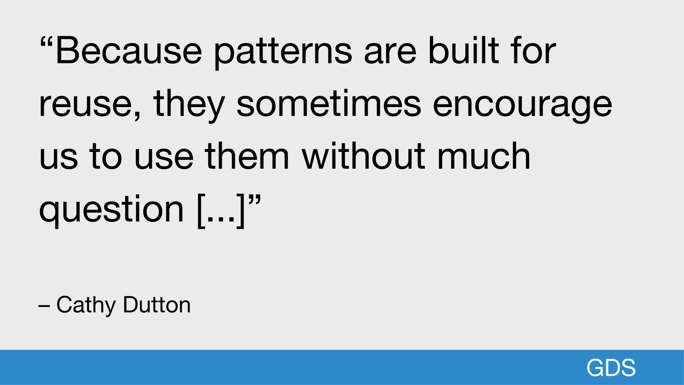 “Because patterns are built for
reuse, they sometimes encourage
us to use them without much
question [...]”
– Cathy Dutton
GDS